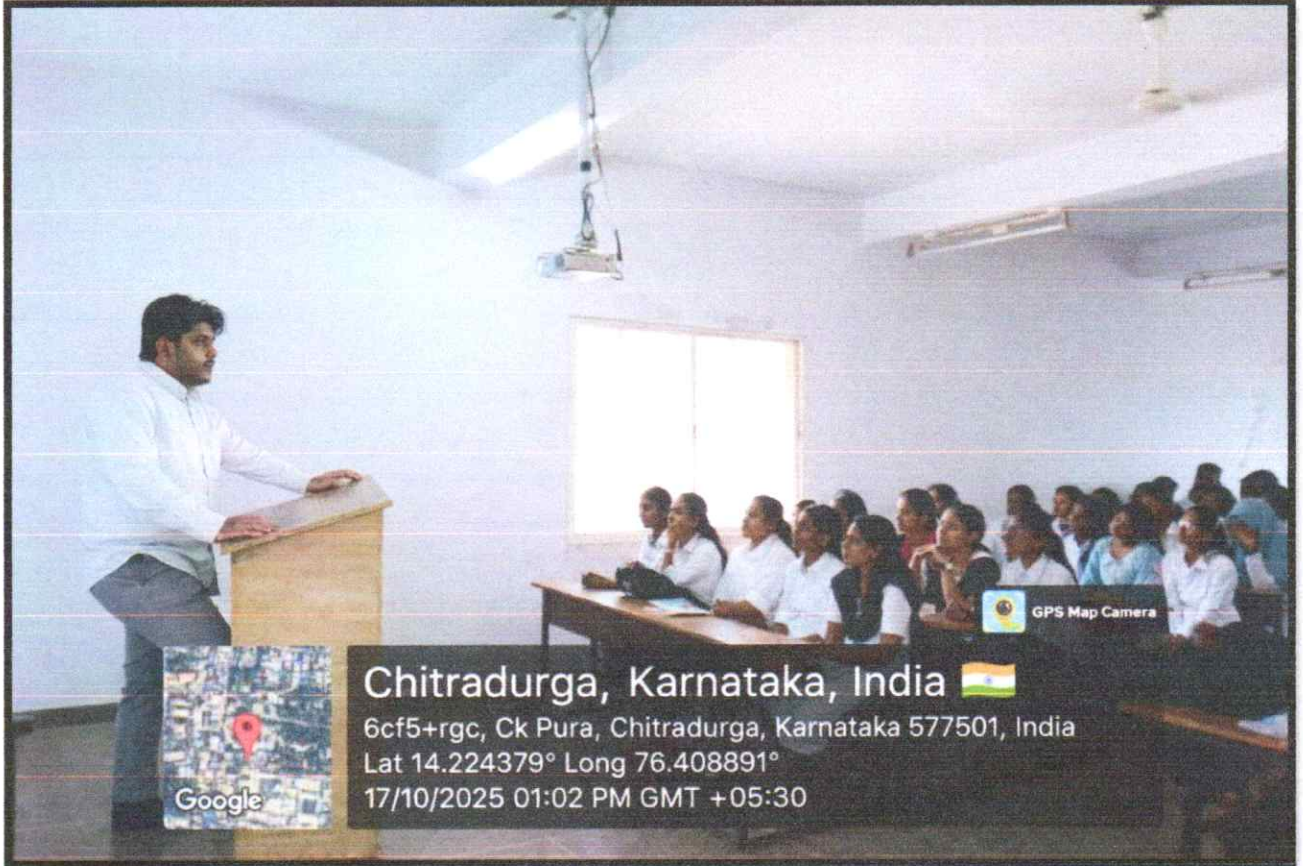 GPS Map Camera
Chitradurga, Karnataka, India
6cf5+rgc, Ck Pura, Chitradurga, Karnataka 577501, India
Lat 14.224379° Long 76.408891°
17/10/2025 01:02 PM GMT +05:30
Google